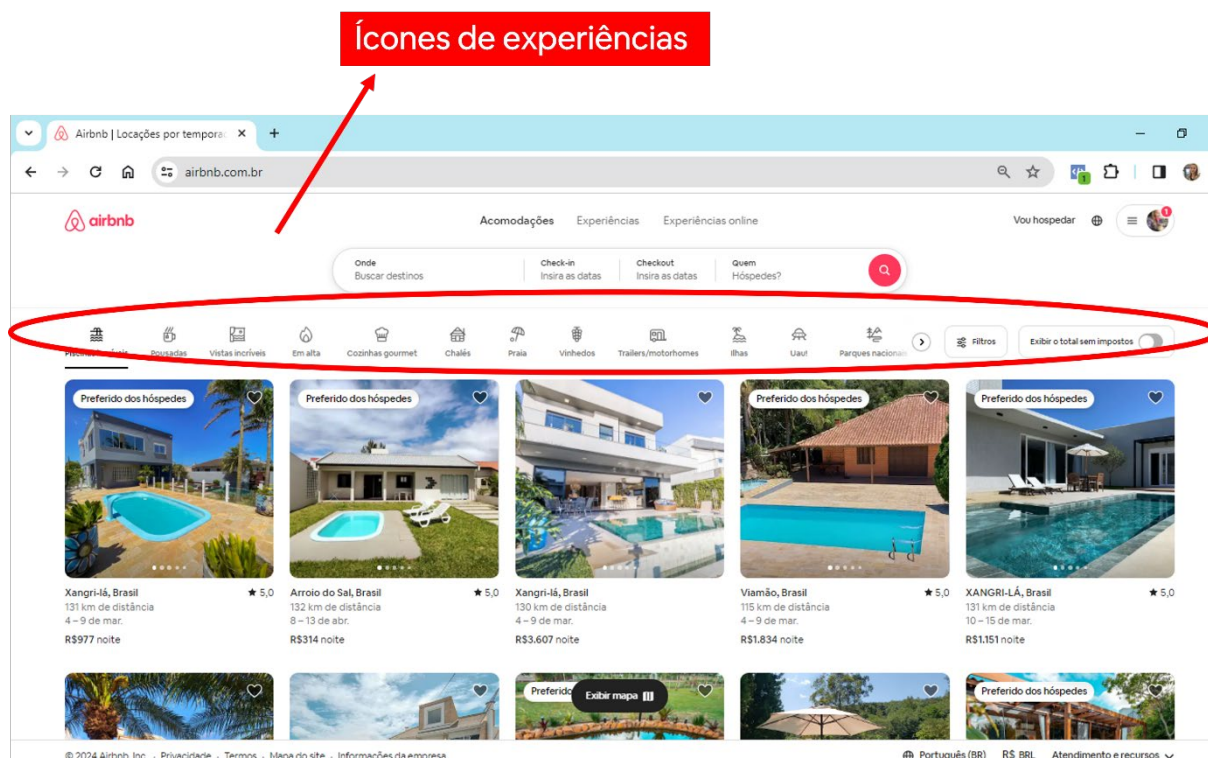 Ícones de experiências
Airbnb | Locações por tempora
airbnb.com.br
1
airbnb
Acomodações Experiências Experiências online
Vou hospedar
1
Onde
Buscar destinos
Check-in
Insira as datas
Checkout
Insira as datas
Quem
Hóspedes?
Pousadas Vistas incríveis Em alta Cozinhas gourmet Chalés Praia Vinhedos Trailers/motorhomes Ilhas Uau! Parques nacionais
Filtros
Exibir o total sem impostos
Preferido dos hóspedes
Preferido dos hóspedes
Preferido dos hóspedes
Preferido dos hóspedes
Xangri-lá, Brasil ★ 5,0
131 km de distância
4 – 9 de mar.
R$977 noite
Arroio do Sal, Brasil ★ 5,0
132 km de distância
8 – 13 de abr.
R$314 noite
Xangri-lá, Brasil
130 km de distância
4 – 9 de mar.
R$3.607 noite
Viamão, Brasil ★ 5,0
115 km de distância
4 – 9 de mar.
R$1.834 noite
XANGRI-LÁ, Brasil ★ 5,0
131 km de distância
10 – 15 de mar.
R$1.151 noite
Preferido
Exibir mapa
Preferido dos hóspedes
© 2024 Airbnb, Inc. · Privacidade · Termos · Mapa do site · Informações da empresa
Português (BR) R$ BRL Atendimento e recursos